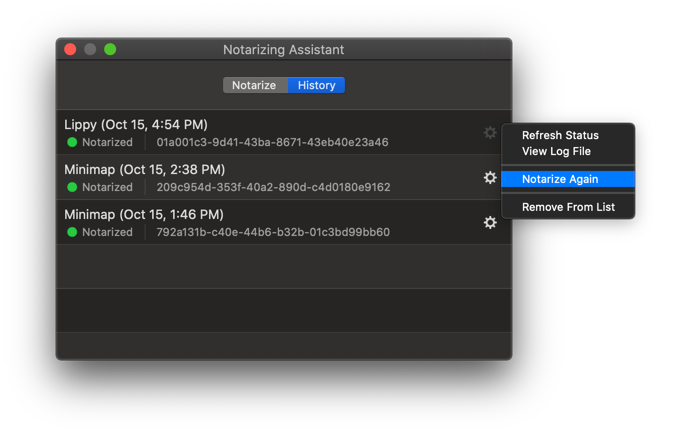 Notarizing Assistant
Notarize History
Lippy (Oct 15, 4:54 PM)
Notarized 01a001c3-9d41-43ba-8671-43eb40e23a46
Minimap (Oct 15, 2:38 PM)
Notarized 209c954d-353f-40a2-890d-c4d0180e9162
Minimap (Oct 15, 1:46 PM)
Notarized 792a131b-c40e-44b6-b32b-01c3bd99bb60
Refresh Status
View Log File
Notarize Again
Remove From List